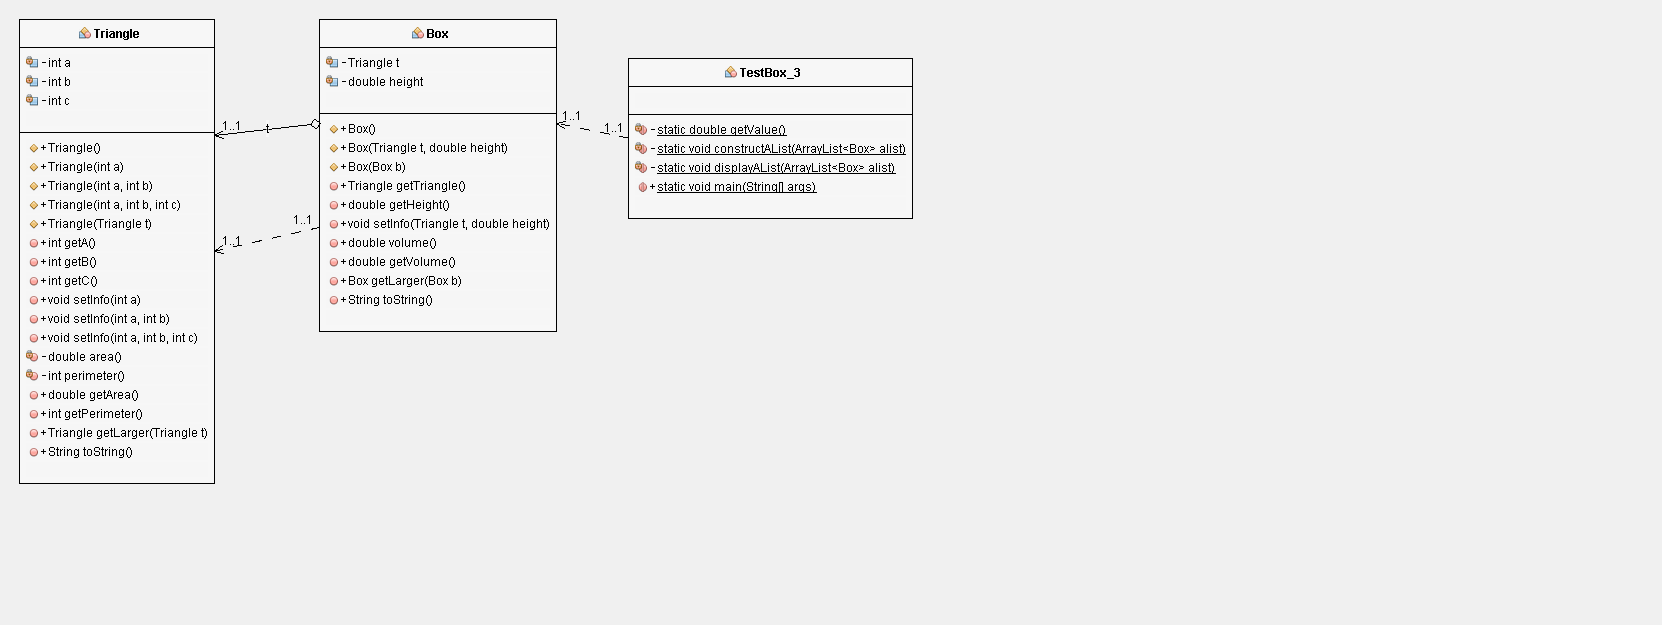 Triangle
- int a
- int b
- int c
+ Triangle()
+ Triangle(int a)
+ Triangle(int a, int b)
+ Triangle(int a, int b, int c)
+ Triangle(Triangle t)
+ int getA()
+ int getB()
+ int getC()
+ void setInfo(int a)
+ void setInfo(int a, int b)
+ void setInfo(int a, int b, int c)
- double area()
- int perimeter()
+ double getArea()
+ int getPerimeter()
+ Triangle getLarger(Triangle t)
+ String toString()
1..1
t
1..1
1..1
Box
- Triangle t
- double height
+ Box()
+ Box(Triangle t, double height)
+ Box(Box b)
+ Triangle getTriangle()
+ double getHeight()
+ void setInfo(Triangle t, double height)
+ double volume()
+ double getVolume()
+ Box getLarger(Box b)
+ String toString()
1..1
1..1
TestBox_3
- static double getValue()
- static void constructAList(ArrayList<Box> alist)
- static void displayAList(ArrayList<Box> alist)
+ static void main(String[] args)